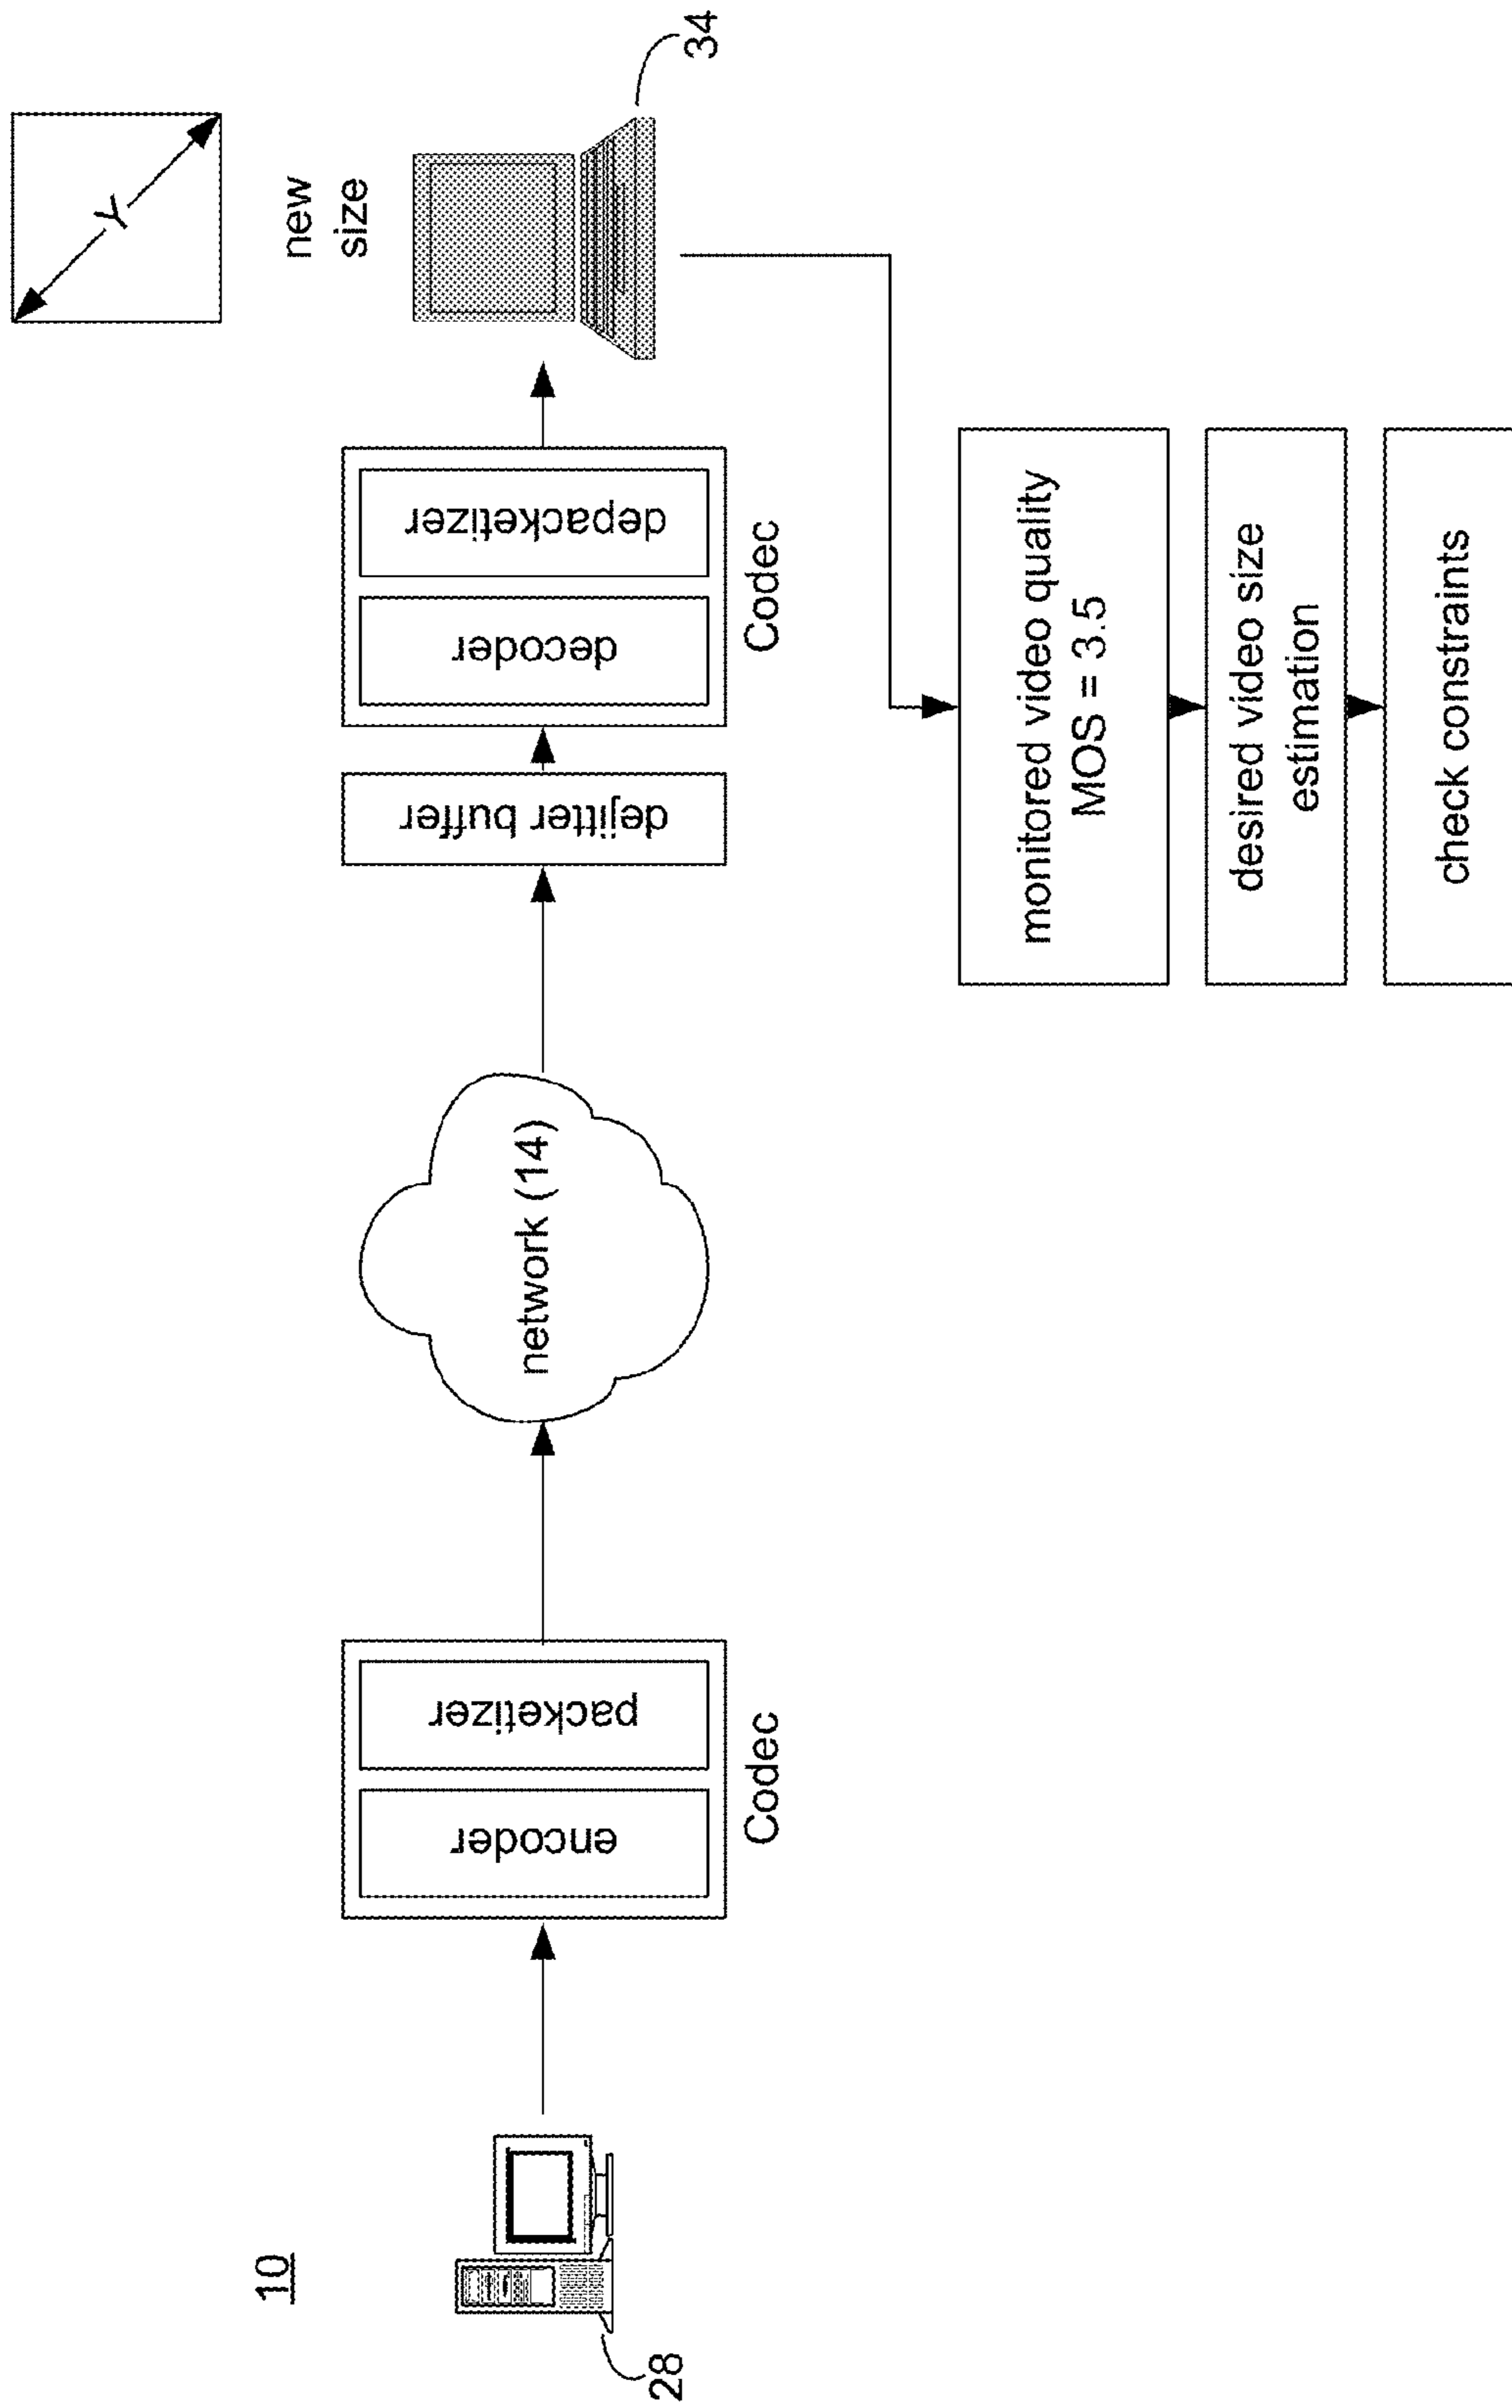 10
28
encoder
packetizer
Codec
network (14)
dejitter buffer
decoder
depacketizer
Codec
new
size
Y
34
monitored video quality
MOS = 3.5
desired video size
estimation
check constraints